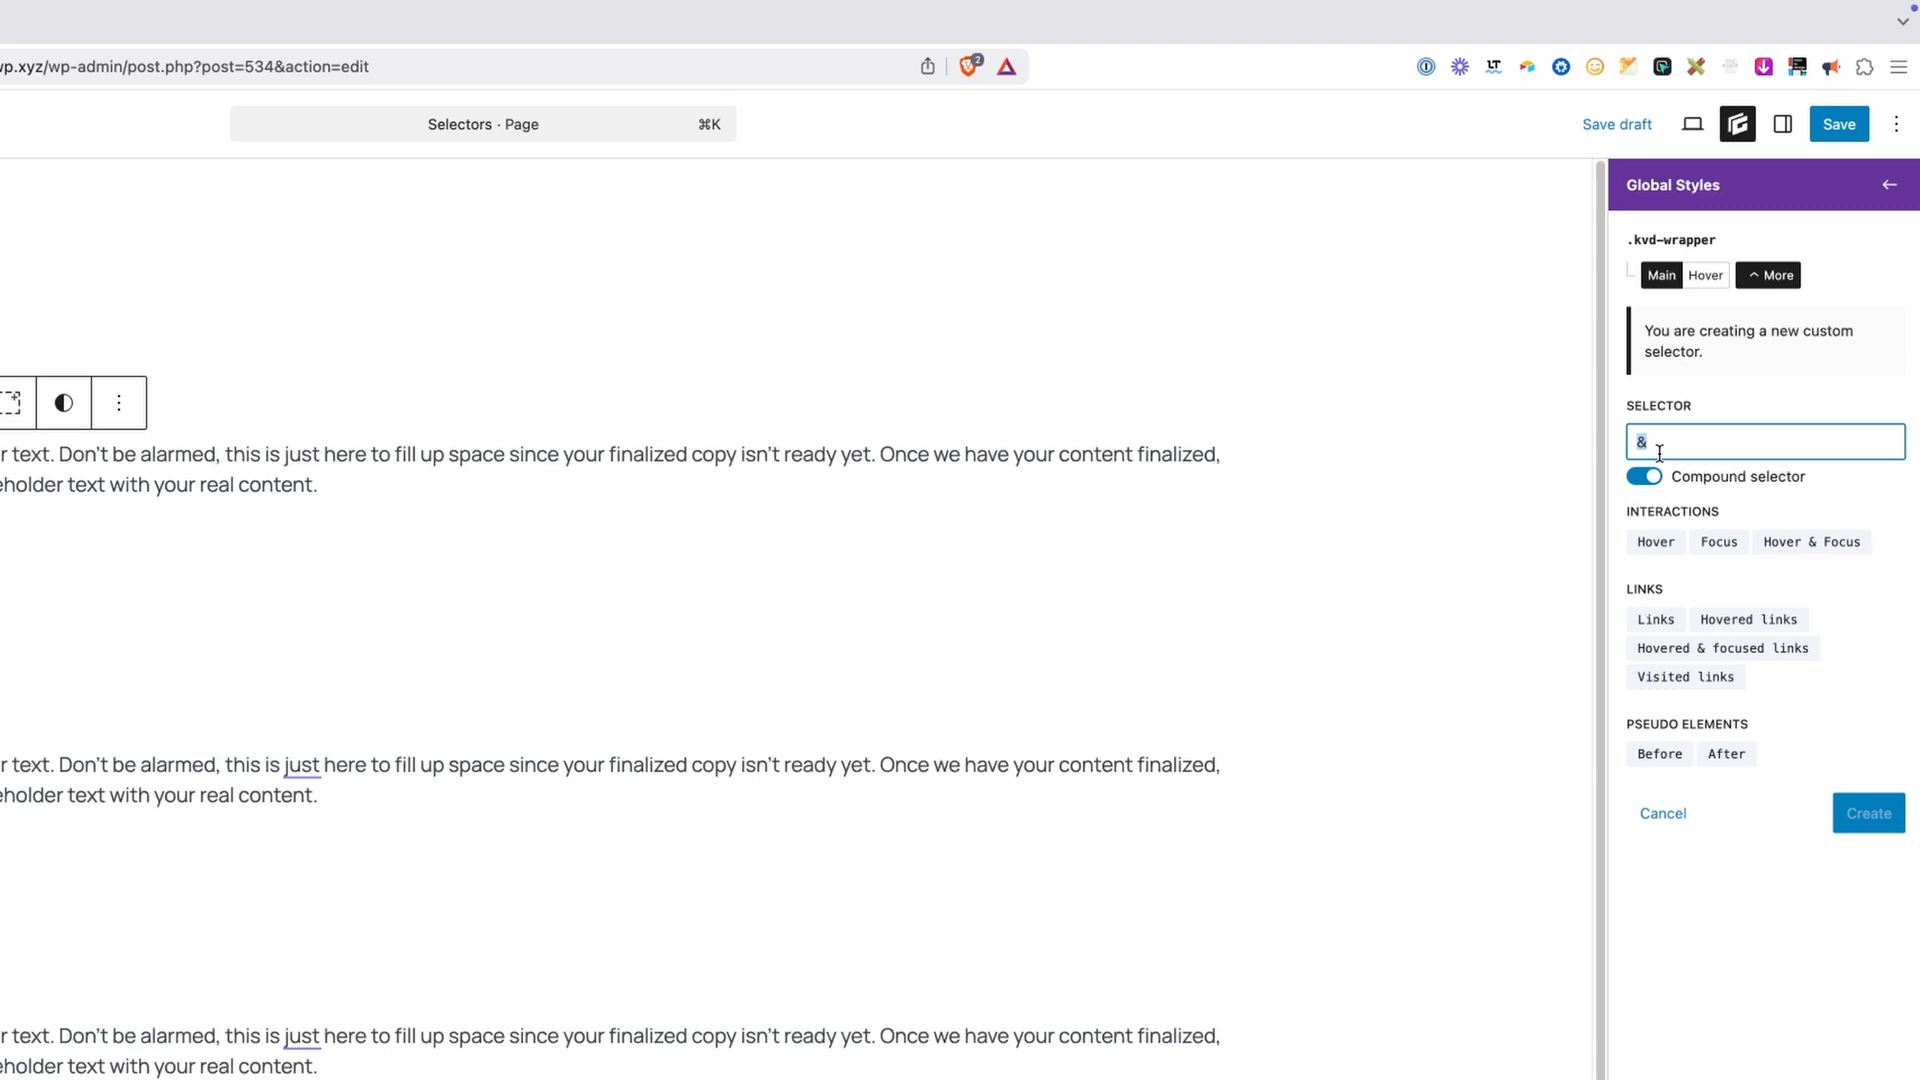 vp.xyz/wp-admin/post.php?post=534&action=edit
2
LT
Selectors · Page ⌘K
Save draft
Save
Global Styles
.kvd-wrapper
Main Hover More
You are creating a new custom
selector.
SELECTOR
&
Compound selector
INTERACTIONS
Hover Focus Hover & Focus
LINKS
Links Hovered links
Hovered & focused links
Visited links
PSEUDO ELEMENTS
Before After
Cancel Create
r text. Don't be alarmed, this is just here to fill up space since your finalized copy isn't ready yet. Once we have your content finalized,
eholder text with your real content.
r text. Don't be alarmed, this is just here to fill up space since your finalized copy isn't ready yet. Once we have your content finalized,
eholder text with your real content.
r text. Don't be alarmed, this is just here to fill up space since your finalized copy isn't ready yet. Once we have your content finalized,
eholder text with your real content.